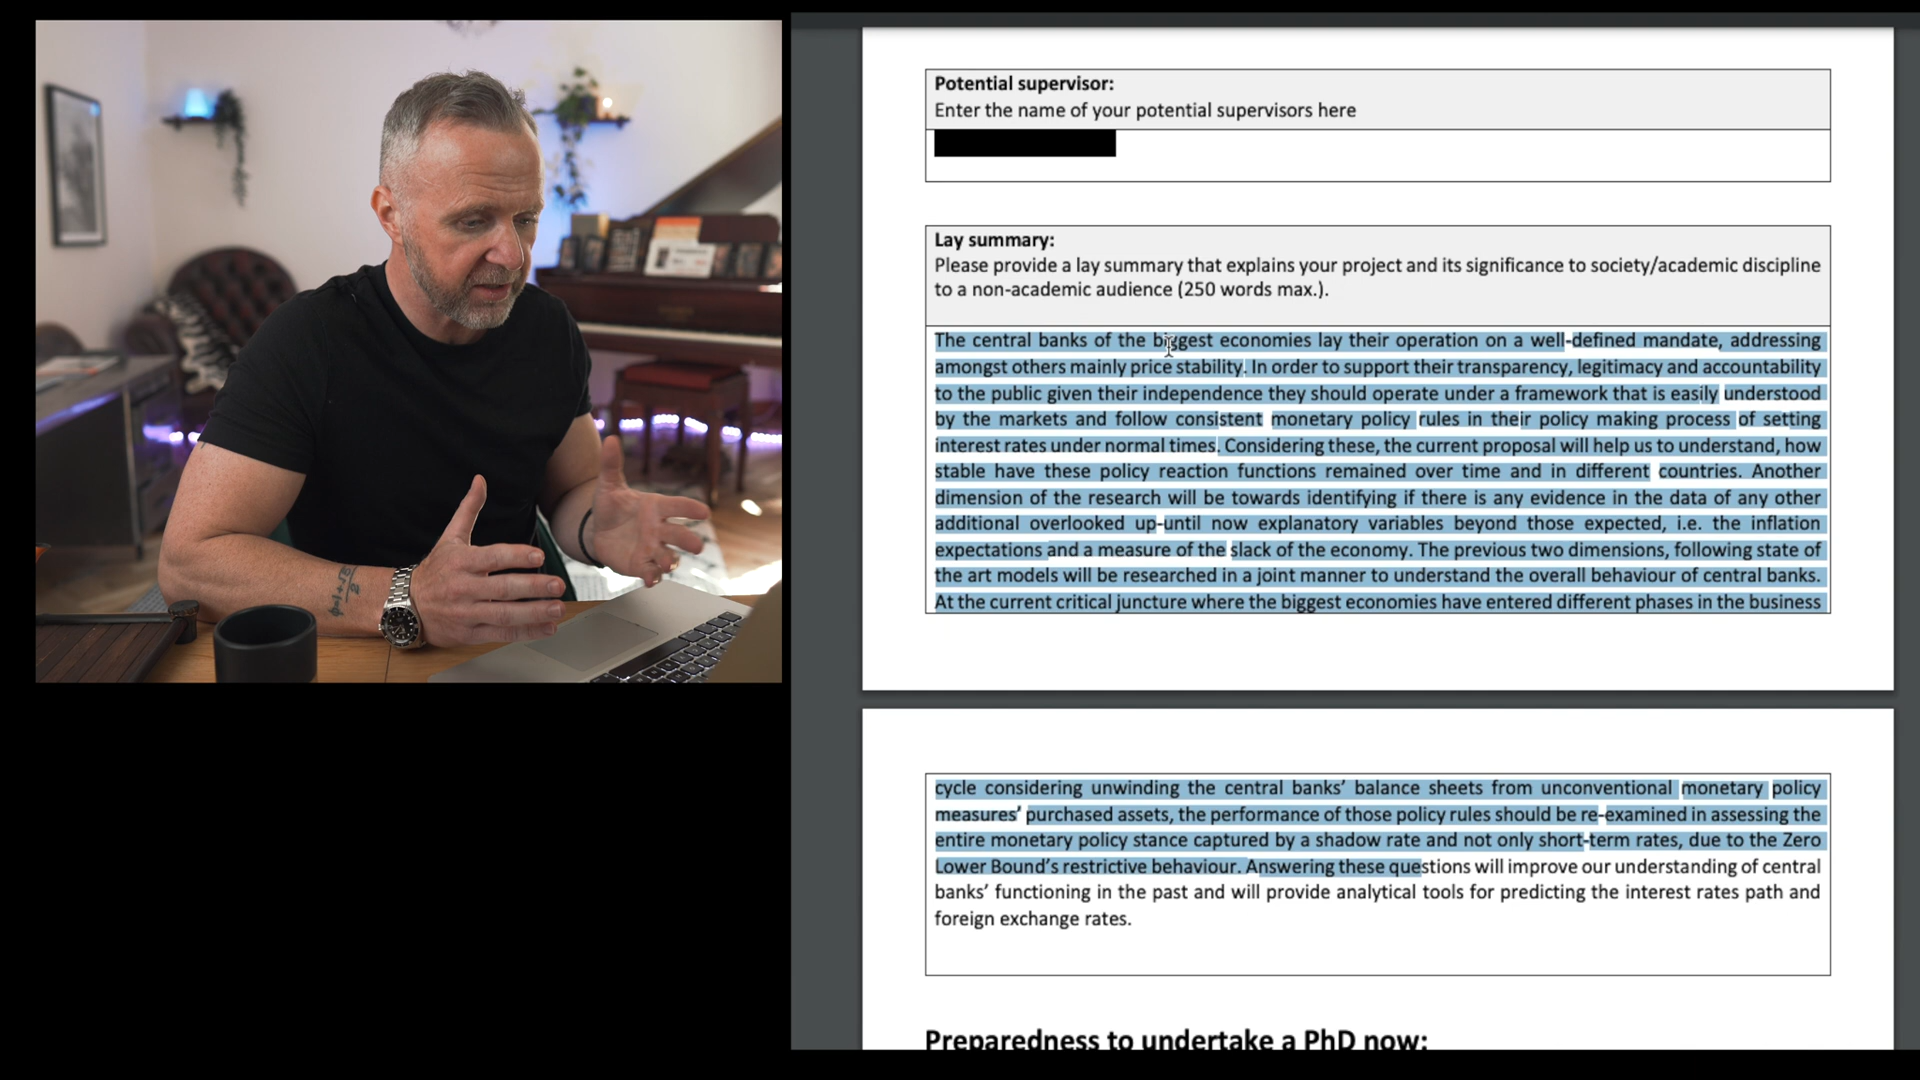 Potential supervisor:
Enter the name of your potential supervisors here
Lay summary:
Please provide a lay summary that explains your project and its significance to society/academic discipline
to a non-academic audience (250 words max.).
The central banks of the biggest economies lay their operation on a well-defined mandate, addressing
amongst others mainly price stability. In order to support their transparency, legitimacy and accountability
to the public given their independence they should operate under a framework that is easily understood
by the markets and follow consistent monetary policy rules in their policy making process of setting
interest rates under normal times. Considering these, the current proposal will help us to understand, how
stable have these policy reaction functions remained over time and in different countries. Another
dimension of the research will be towards identifying if there is any evidence in the data of any other
additional overlooked up-until now explanatory variables beyond those expected, i.e. the inflation
expectations and a measure of the slack of the economy. The previous two dimensions, following state of
the art models will be researched in a joint manner to understand the overall behaviour of central banks.
At the current critical juncture where the biggest economies have entered different phases in the business
cycle considering unwinding the central banks’ balance sheets from unconventional monetary policy
measures’ purchased assets, the performance of those policy rules should be re-examined in assessing the
entire monetary policy stance captured by a shadow rate and not only short-term rates, due to the Zero
Lower Bound’s restrictive behaviour. Answering these questions will improve our understanding of central
banks’ functioning in the past and will provide analytical tools for predicting the interest rates path and
foreign exchange rates.
Preparedness to undertake a PhD now: